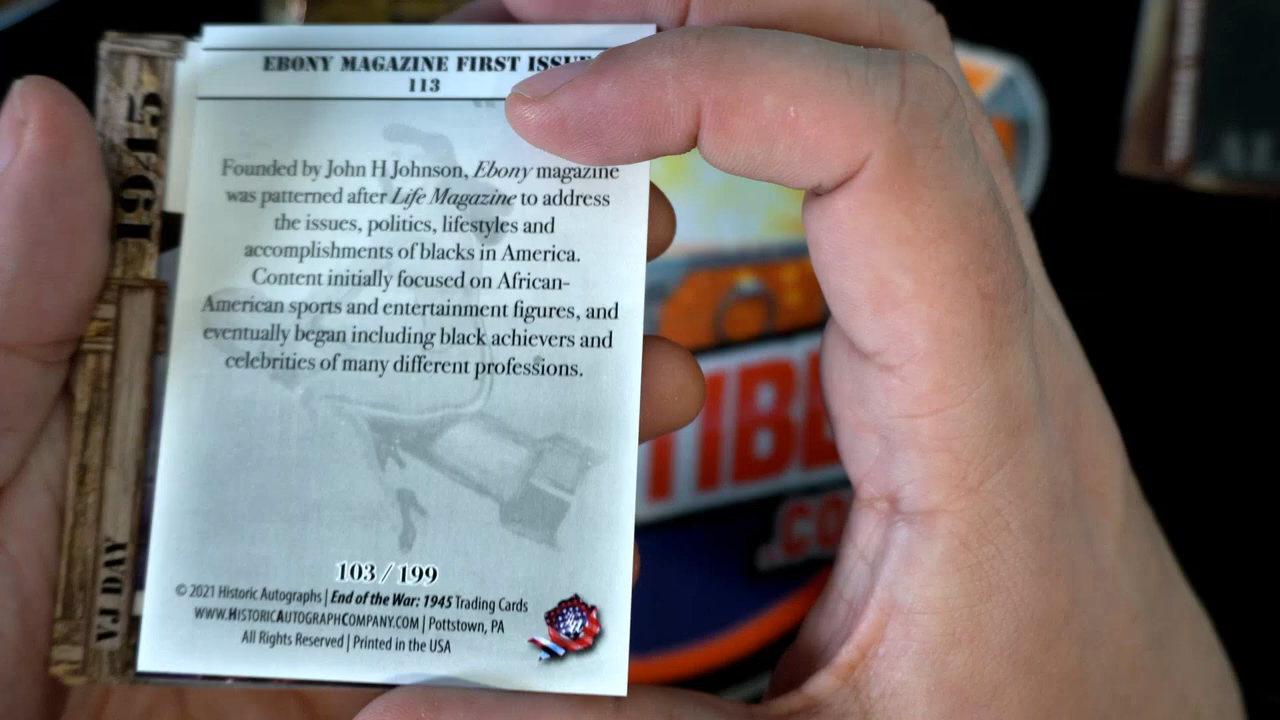 EBONY MAGAZINE FIRST ISSUE
113
Founded by John H Johnson, Ebony magazine
was patterned after Life Magazine to address
the issues, politics, lifestyles and
accomplishments of blacks in America.
Content initially focused on African-
American sports and entertainment figures, and
eventually began including black achievers and
celebrities of many different professions.
103 / 199
© 2021 Historic Autographs | End of the War: 1945 Trading Cards
WWW.HISTORICAUTOGRAPHCOMPANY.COM | Pottstown, PA
All Rights Reserved | Printed in the USA
1945
VJ DAY
TIBL
.CO